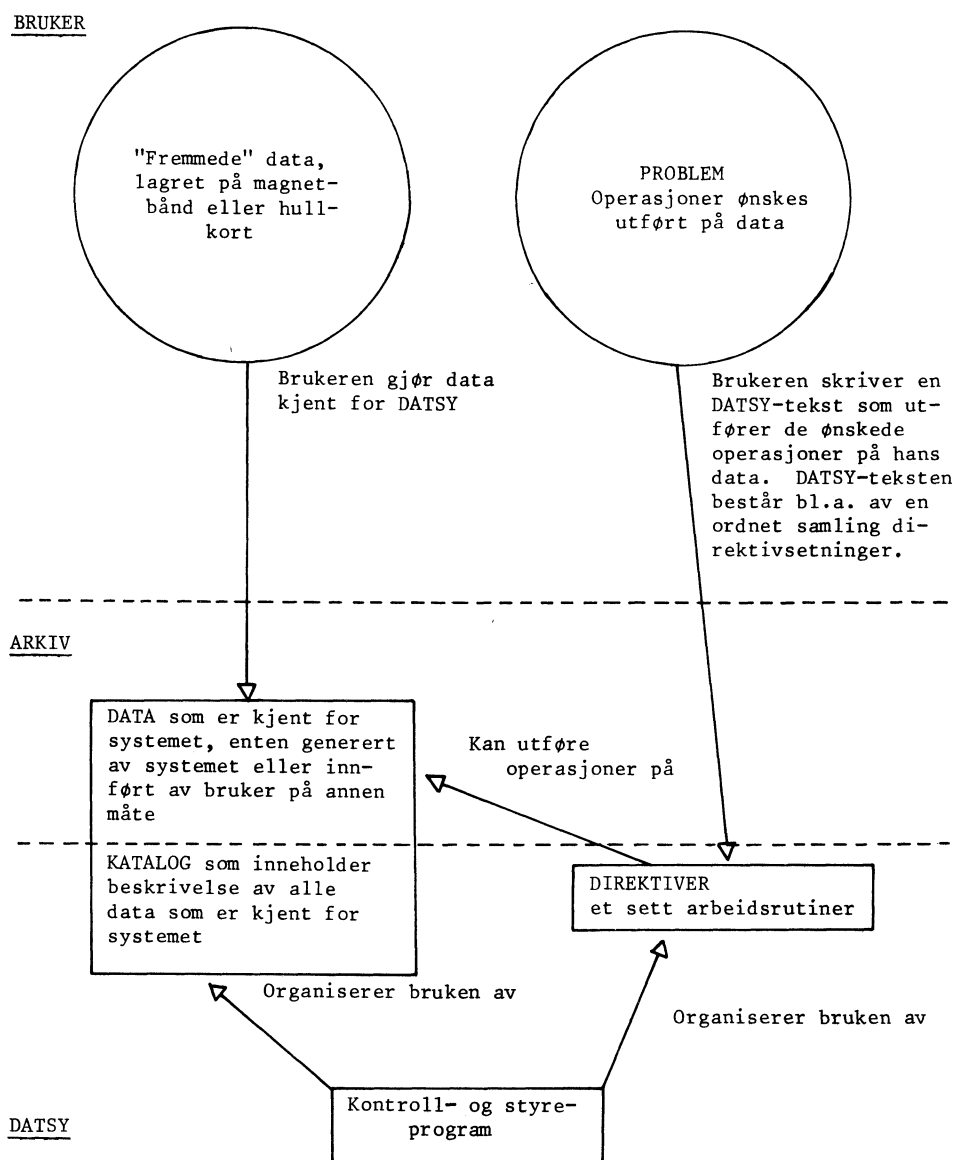 BRUKER
"Fremmede" data,
lagret på magnet-
bånd eller hull-
kort
PROBLEM
Operasjoner ønskes
utført på data
Brukeren gjør data
kjent for DATSY
Brukeren skriver en
DATSY-tekst som ut-
fører de ønskede
operasjoner på hans
data. DATSY-teksten
består bl.a. av en
ordnet samling di-
rektivsetninger.
ARKIV
DATA som er kjent for
systemet, enten generert
av systemet eller inn-
ført av bruker på annen
måte
Kan utføre
operasjoner på
KATALOG som inneholder
beskrivelse av alle
data som er kjent for
systemet
DIREKTIVER
et sett arbeidsrutiner
Organiserer bruken av
Organiserer bruken av
Kontroll- og styre-
program
DATSY